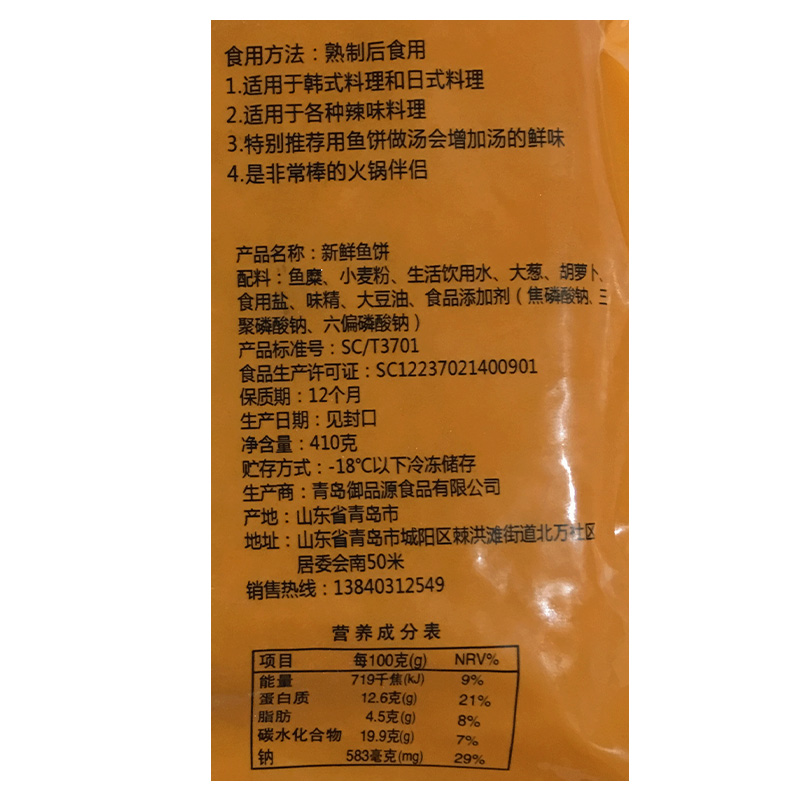 食用方法：熟制后食用
1.适用于韩式料理和日式料理
2.适用于各种辣味料理
3.特别推荐用鱼饼做汤会增加汤的鲜味
4.是非常棒的火锅伴侣
产品名称：新鲜鱼饼
配料：鱼糜、小麦粉、生活饮用水、大葱、胡萝卜、
食用盐、味精、大豆油、食品添加剂（焦磷酸钠、三
聚磷酸钠、六偏磷酸钠）
产品标准号：SC/T3701
食品生产许可证：SC12237021400901
保质期：12个月
生产日期：见封口
净含量：410克
贮存方式：-18℃以下冷冻储存
生产商：青岛御品源食品有限公司
产地：山东省青岛市
地址：山东省青岛市城阳区棘洪滩街道北万社区
居委会南50米
销售热线：13840312549
营养成分表
项目 每100克(g) NRV%
能量 719千焦(kJ) 9%
蛋白质 12.6克(g) 21%
脂肪 4.5克(g) 8%
碳水化合物 19.9克(g) 7%
钠 583毫克(mg) 29%